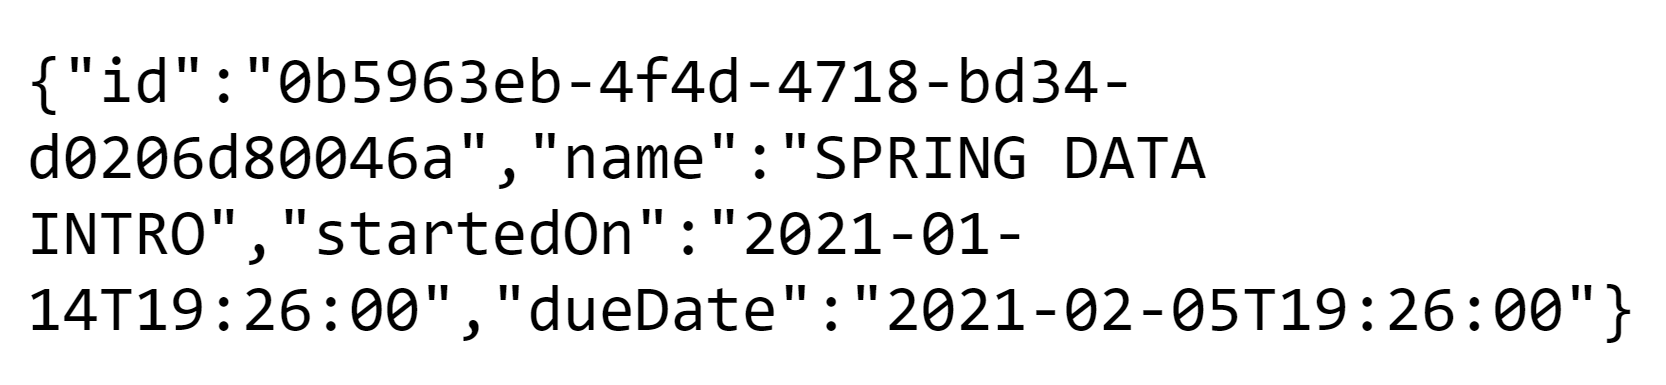 {"id":"0b5963eb-4f4d-4718-bd34-
d0206d80046a","name":"SPRING DATA
INTRO","startedOn":"2021-01-
14T19:26:00","dueDate":"2021-02-05T19:26:00"}